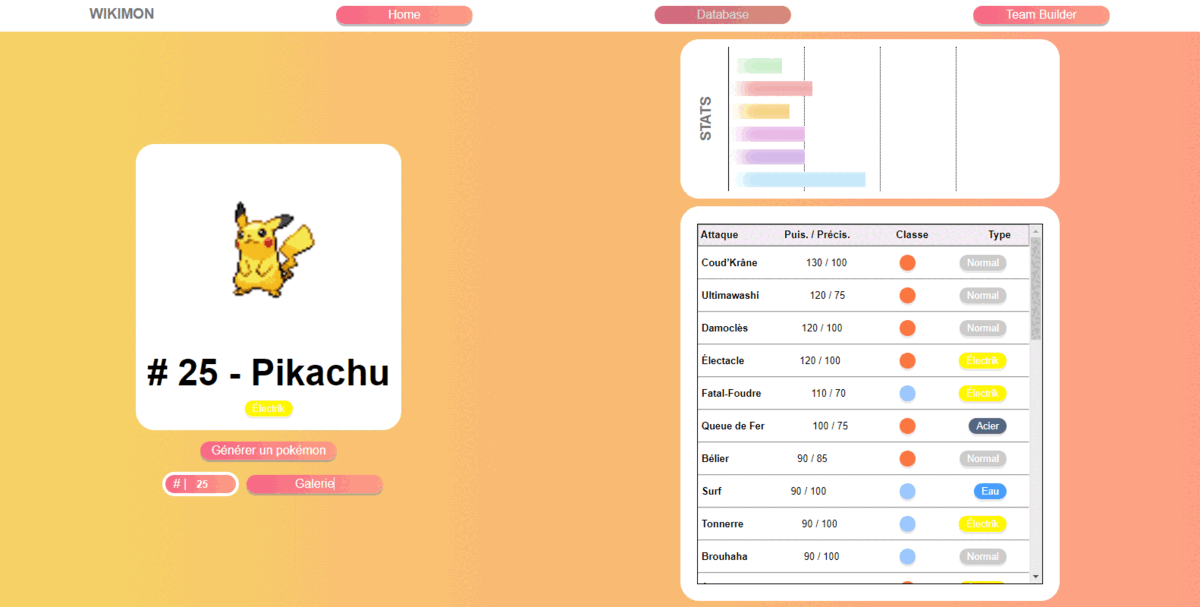 WIKIMON Home Database Team Builder
# 25 - Pikachu
Électrik
Générer un pokémon
# | 25 Galerie
STATS
Attaque Puis. / Précis. Classe Type
Coud'Krâne 130 / 100 Normal
Ultimawashi 120 / 75 Normal
Damoclès 120 / 100 Normal
Électacle 120 / 100 Électrik
Fatal-Foudre 110 / 70 Électrik
Queue de Fer 100 / 75 Acier
Bélier 90 / 85 Normal
Surf 90 / 100 Eau
Tonnerre 90 / 100 Électrik
Brouhaha 90 / 100 Normal